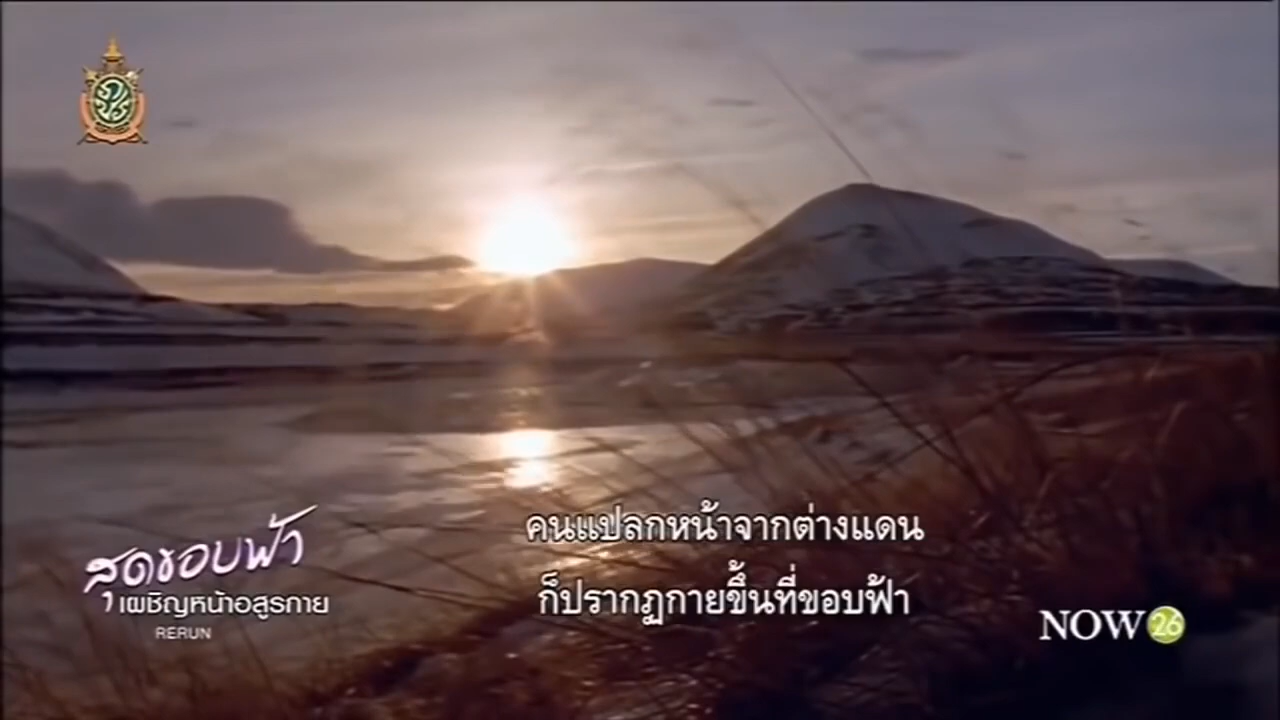 คนแปลกหน้าจากต่างแดน
ก็ปรากฏกายขึ้นที่ขอบฟ้า
สุดขอบฟ้า
เผชิญหน้าอสูรกาย
RERUN
NOW26